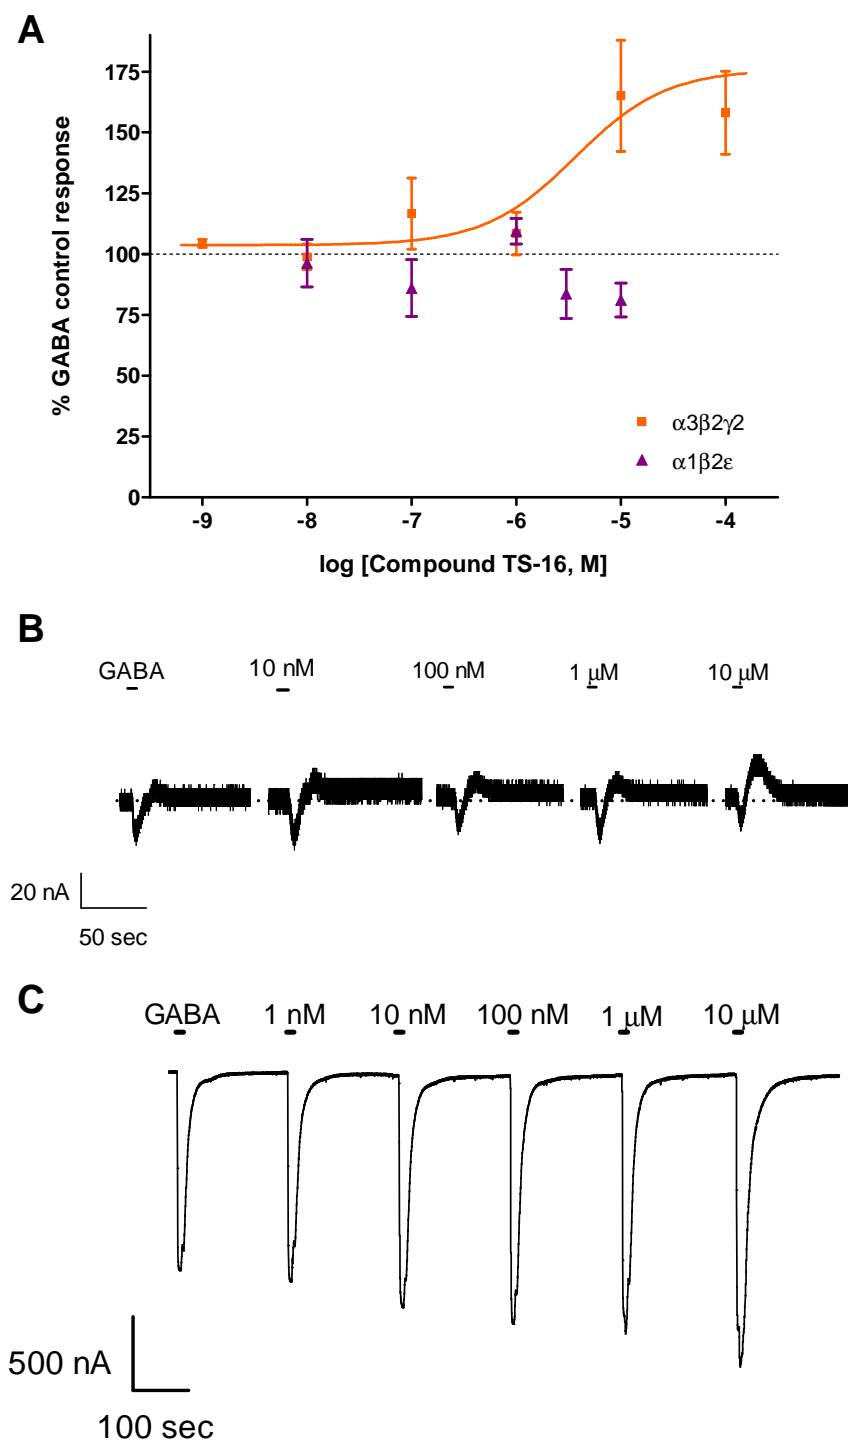 A
% GABA control response
175
150
125
100
75
50
25
0
-9 -8 -7 -6 -5 -4
α3β2γ2
α1β2ε
log [Compound TS-16, M]
B
GABA 10 nM 100 nM 1 μM 10 μM
20 nA
50 sec
C
GABA 1 nM 10 nM 100 nM 1 μM 10 μM
500 nA
100 sec